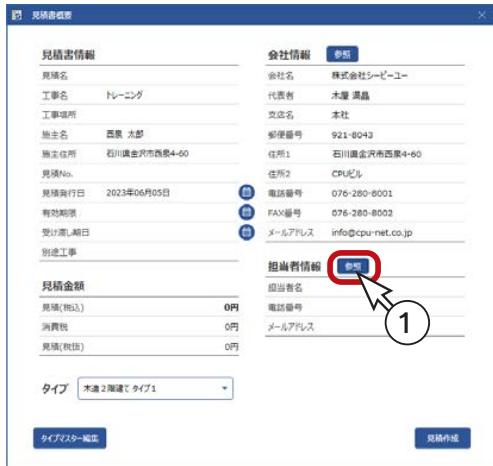 見積書概要
見積書情報
見積名
工事名 トレーニング
工事場所
施主名 西泉 太郎
施主住所 石川県金沢市西泉4-60
見積No.
見積発行日 2023年06月05日
有効期限
受け渡し期日
別途工事
見積金額
見積(税込) 0円
消費税 0円
見積(税抜) 0円
タイプ 木造2階建て タイプ1
タイプマスター編集
会社情報 参照
会社名 株式会社シーピーユー
代表者 木屋 満晶
支店名 本社
郵便番号 921-8043
住所1 石川県金沢市西泉4-60
住所2 CPUビル
電話番号 076-280-8001
FAX番号 076-280-8002
メールアドレス info@cpu-net.co.jp
担当者情報 参照
担当者名
電話番号
メールアドレス
1
見積作成